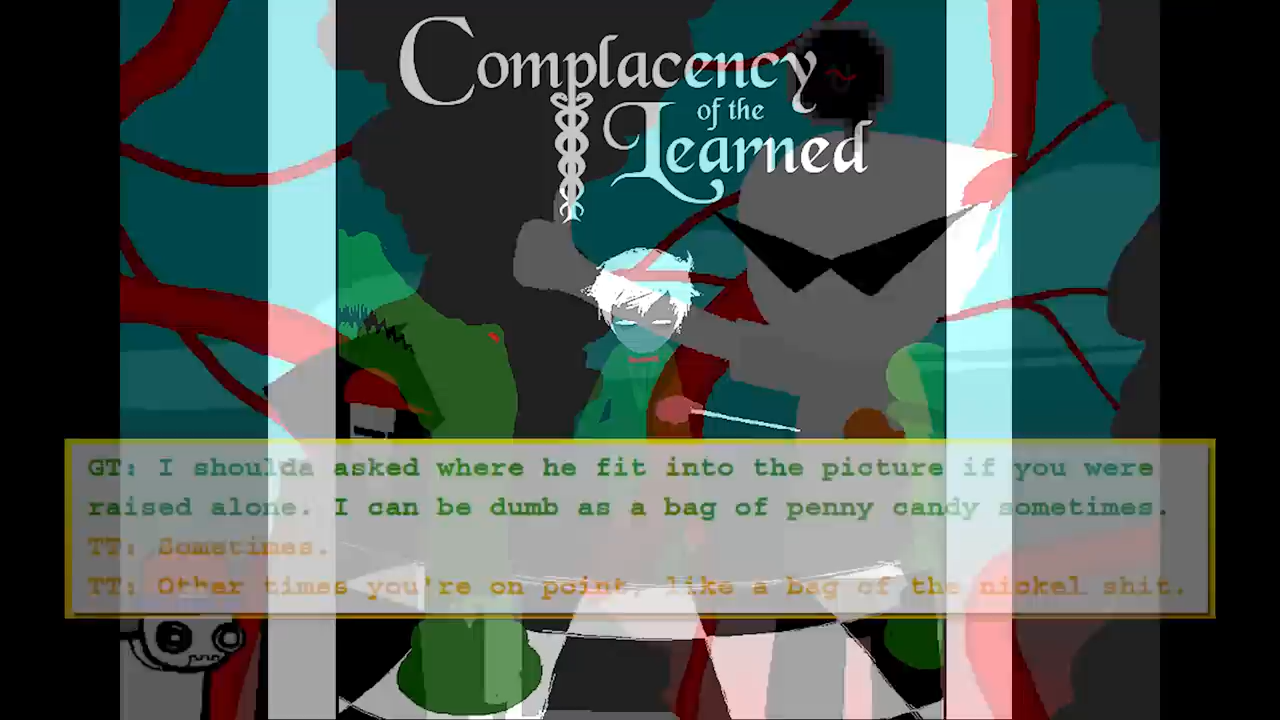 Complacency
of the
Learned
GT: I shoulda asked where he fit into the picture if you were
raised alone. I can be dumb as a bag of penny candy sometimes.
TT: Sometimes.
TT: Other times you're on point, like a bag of the nickel shit.